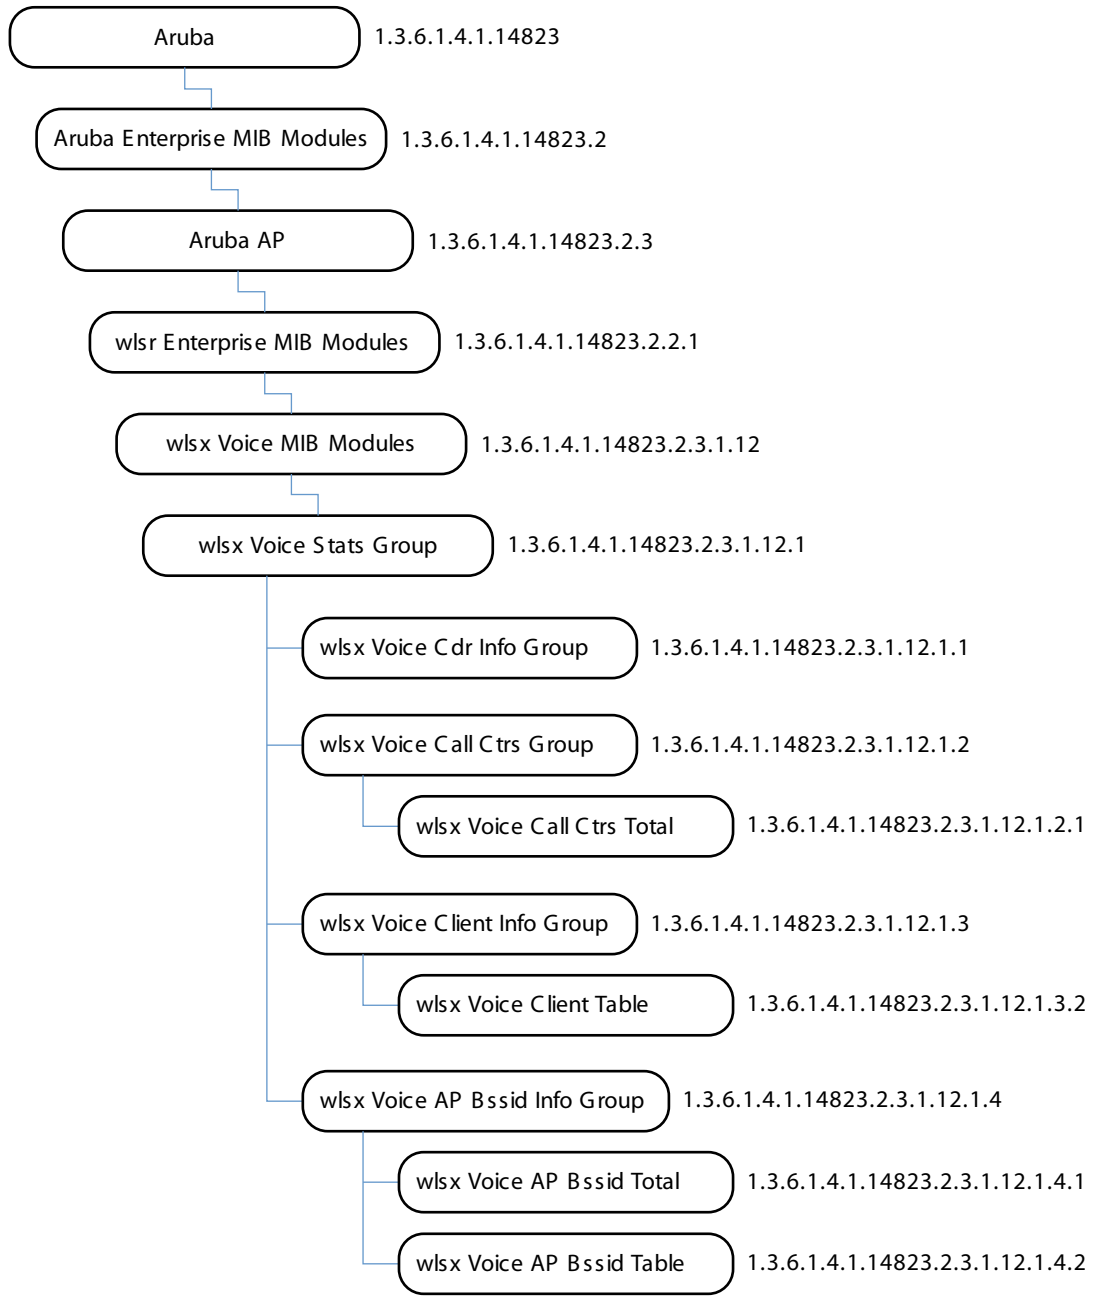 Aruba 1.3.6.1.4.1.14823
Aruba Enterprise MIB Modules 1.3.6.1.4.1.14823.2
Aruba AP 1.3.6.1.4.1.14823.2.3
wlsr Enterprise MIB Modules 1.3.6.1.4.1.14823.2.2.1
wlsx Voice MIB Modules 1.3.6.1.4.1.14823.2.3.1.12
wlsx Voice Stats Group 1.3.6.1.4.1.14823.2.3.1.12.1
wlsx Voice Cdr Info Group 1.3.6.1.4.1.14823.2.3.1.12.1.1
wlsx Voice Call Ctrs Group 1.3.6.1.4.1.14823.2.3.1.12.1.2
wlsx Voice Call Ctrs Total 1.3.6.1.4.1.14823.2.3.1.12.1.2.1
wlsx Voice Client Info Group 1.3.6.1.4.1.14823.2.3.1.12.1.3
wlsx Voice Client Table 1.3.6.1.4.1.14823.2.3.1.12.1.3.2
wlsx Voice AP Bssid Info Group 1.3.6.1.4.1.14823.2.3.1.12.1.4
wlsx Voice AP Bssid Total 1.3.6.1.4.1.14823.2.3.1.12.1.4.1
wlsx Voice AP Bssid Table 1.3.6.1.4.1.14823.2.3.1.12.1.4.2